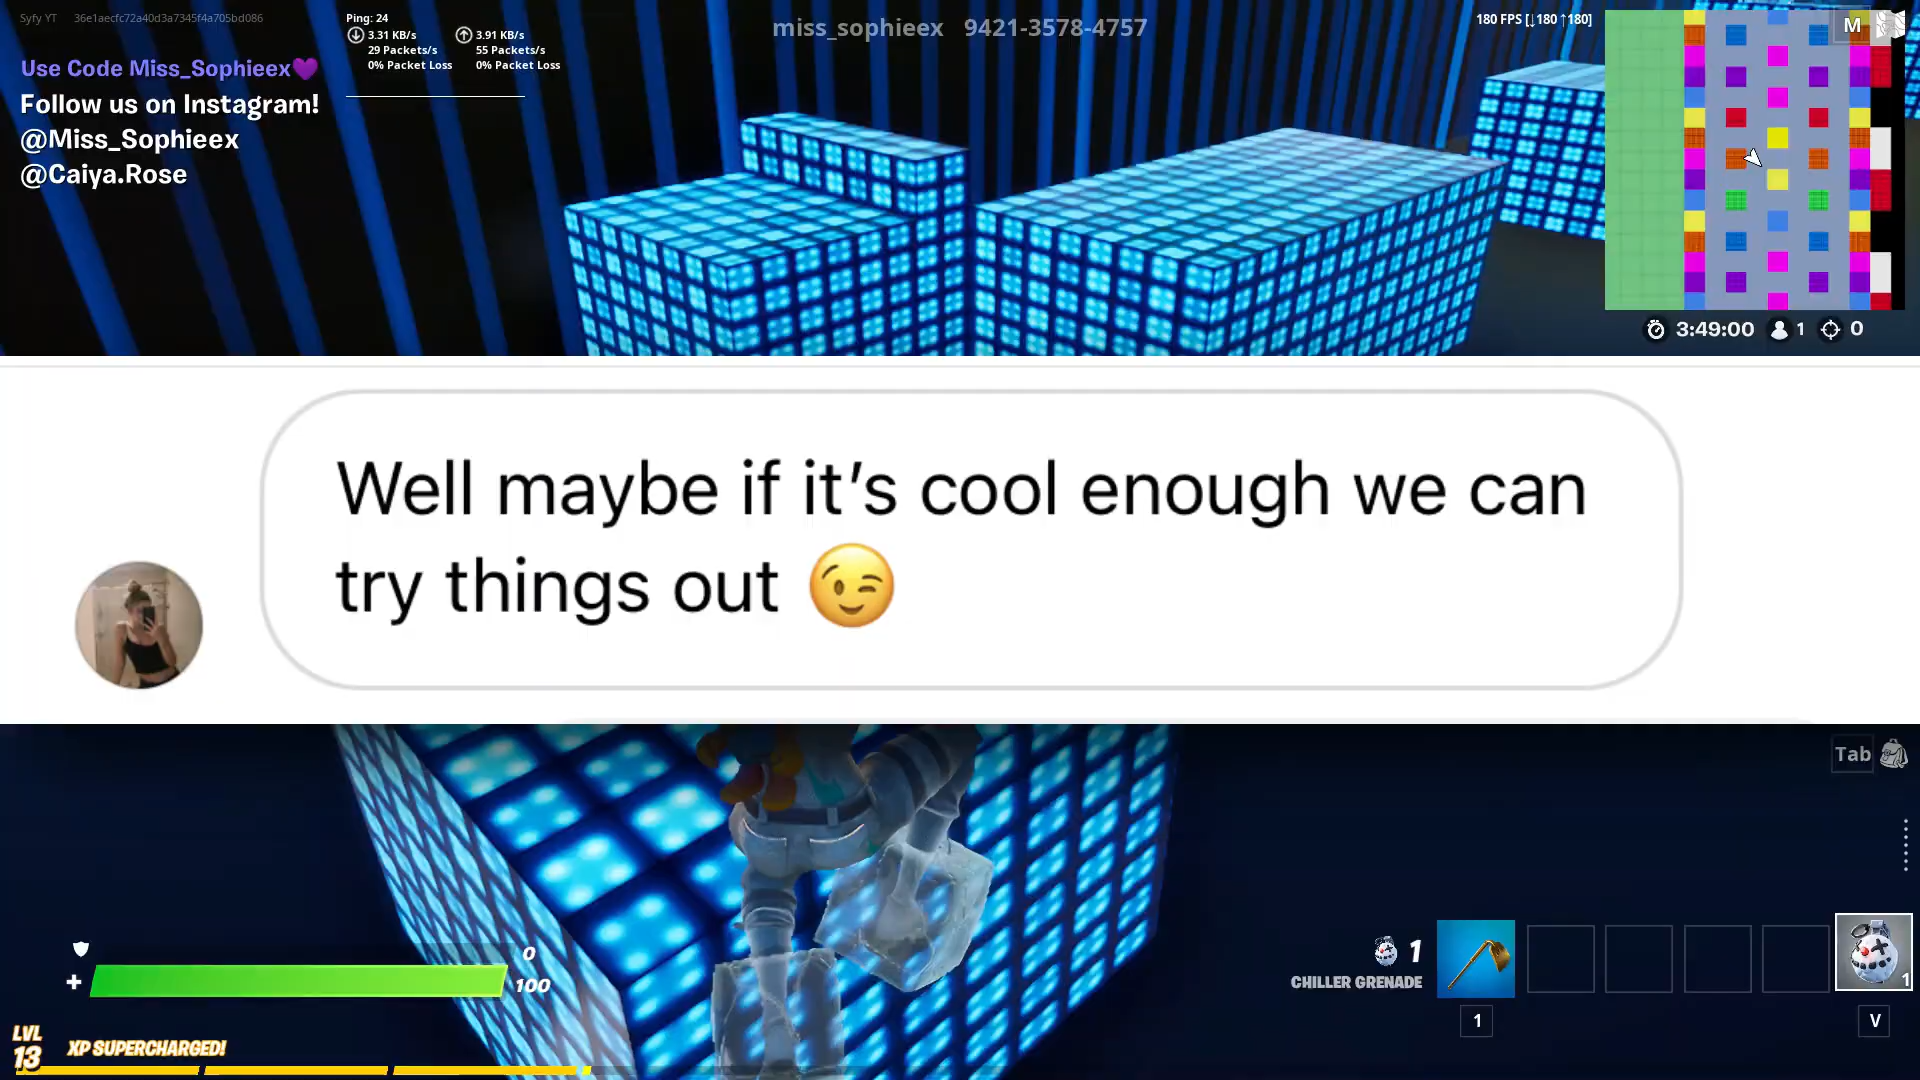 Syfy YT 36e1aecfc72a40d3a7345f4a705bd086
Ping: 24
3.31 KB/s 3.91 KB/s
29 Packets/s 55 Packets/s
0% Packet Loss 0% Packet Loss
miss_sophieex 9421-3578-4757
180 FPS [↓180 ↑180]
M
Use Code Miss_Sophieex💜
Follow us on Instagram!
@Miss_Sophieex
@Caiya.Rose
3:49:00 1 0
Well maybe if it’s cool enough we can
try things out 😉
Tab
0
100
1
CHILLER GRENADE
1
1
V
LVL
13
XP SUPERCHARGED!